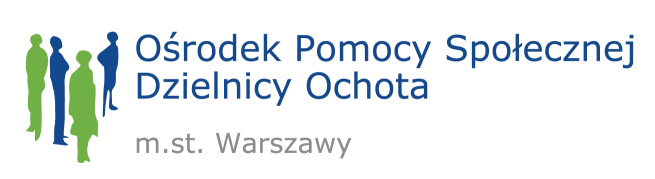 Ośrodek Pomocy Społecznej
Dzielnicy Ochota
m.st. Warszawy